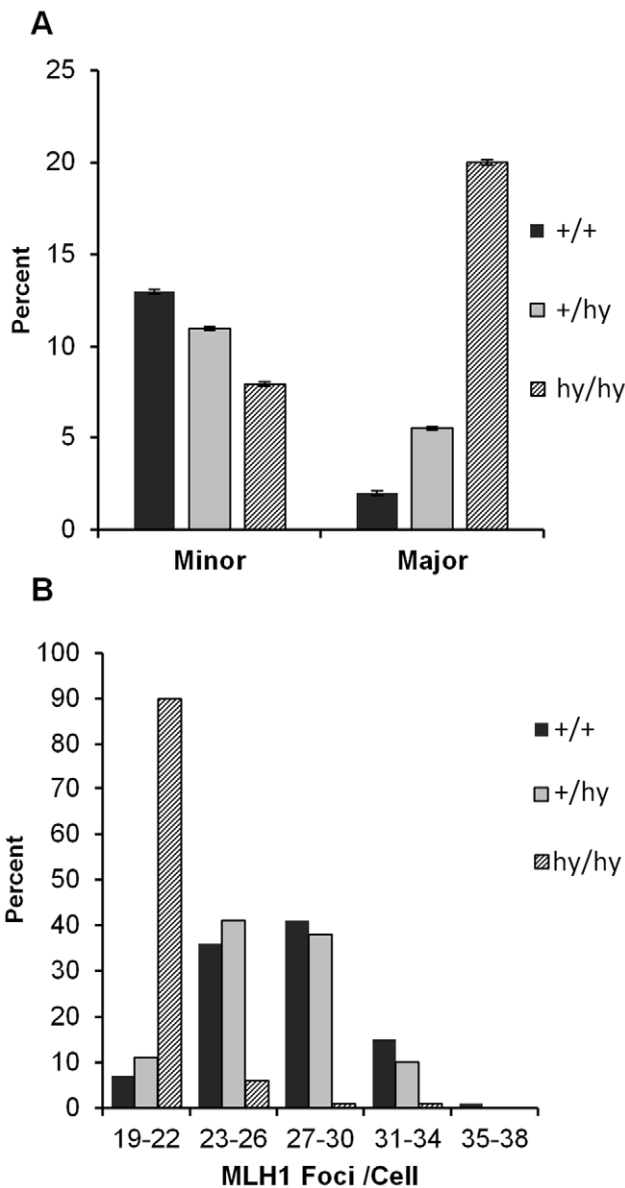 A
25
20
15
10
5
0
Percent
Minor Major
+/+
+/hy
hy/hy
B
100
90
80
70
60
50
40
30
20
10
0
Percent
19-22 23-26 27-30 31-34 35-38
MLH1 Foci /Cell
+/+
+/hy
hy/hy